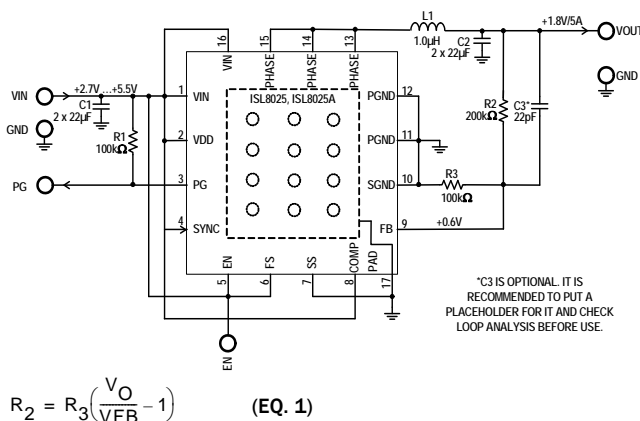 16
VIN
15
PHASE
14
PHASE
13
PHASE
L1
1.0µH
C2
2 x 22µF
+1.8V/5A
VOUT
GND
VIN
+2.7V…+5.5V
C1
2 x 22µF
GND
R1
100kΩ
PG
1
VIN
2
VDD
3
PG
4
SYNC
ISL8025, ISL8025A
PGND
12
PGND
11
SGND
10
FB
9
R2
200kΩ
C3*
22pF
R3
100kΩ
+0.6V
EN
5
FS
6
SS
7
COMP
8
PAD
17
EN
*C3 IS OPTIONAL. IT IS
RECOMMENDED TO PUT A
PLACEHOLDER FOR IT AND CHECK
LOOP ANALYSIS BEFORE USE.
R2 = R3(VO/VFB – 1) (EQ. 1)